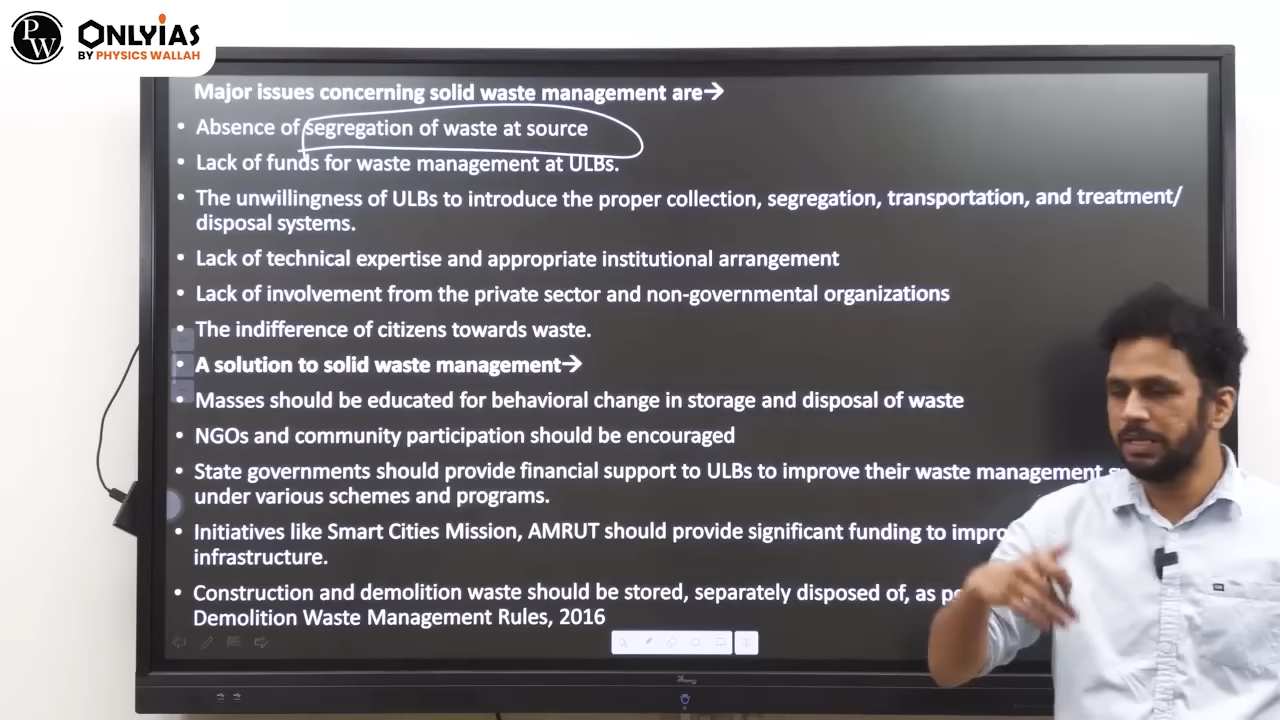 PW
ONLYIAS
BY PHYSICS WALLAH
Major issues concerning solid waste management are→
• Absence of segregation of waste at source
• Lack of funds for waste management at ULBs.
• The unwillingness of ULBs to introduce the proper collection, segregation, transportation, and treatment/
disposal systems.
• Lack of technical expertise and appropriate institutional arrangement
• Lack of involvement from the private sector and non-governmental organizations
• The indifference of citizens towards waste.
• A solution to solid waste management→
• Masses should be educated for behavioral change in storage and disposal of waste
• NGOs and community participation should be encouraged
• State governments should provide financial support to ULBs to improve their waste management
under various schemes and programs.
• Initiatives like Smart Cities Mission, AMRUT should provide significant funding to
infrastructure.
• Construction and demolition waste should be stored, separately disposed of, as
Demolition Waste Management Rules, 2016